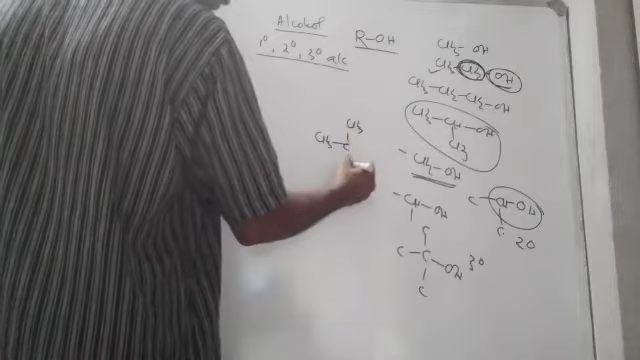 Alcohol
R-OH
1°, 2°, 3° alc
CH3- OH
CH3-CH2-OH
CH3-CH2-CH2-OH
CH3-CH-OH
CH3
CH3
CH3-C
- CH2-OH
- CH-OH
C -CH-OH
C
2°
C
C-C-OH 3°
C